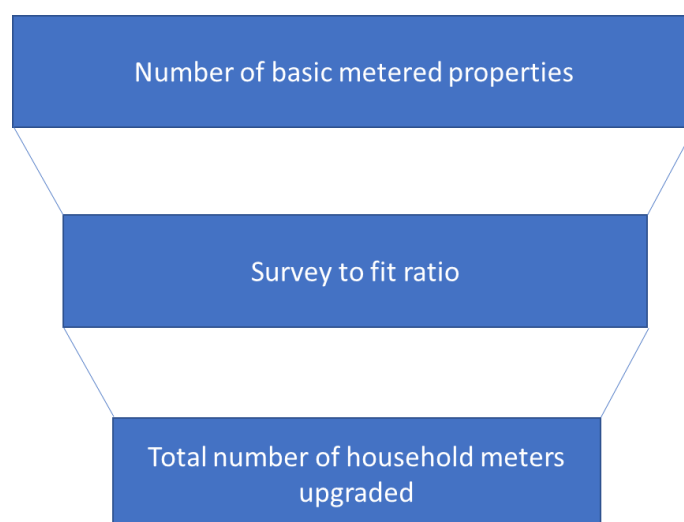 Number of basic metered properties
Survey to fit ratio
Total number of household meters
upgraded